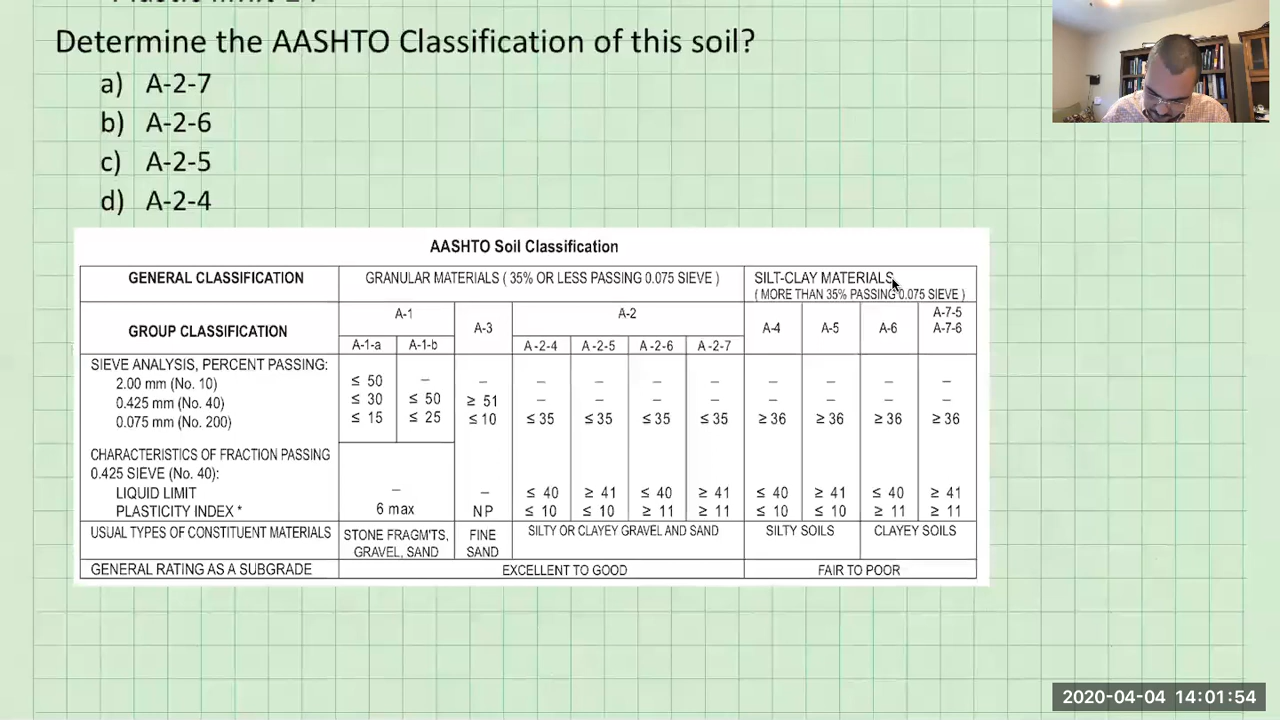 Determine the AASHTO Classification of this soil?
a) A-2-7
b) A-2-6
c) A-2-5
d) A-2-4
AASHTO Soil Classification
GENERAL CLASSIFICATION GRANULAR MATERIALS ( 35% OR LESS PASSING 0.075 SIEVE ) SILT-CLAY MATERIALS
( MORE THAN 35% PASSING 0.075 SIEVE )
GROUP CLASSIFICATION A-1 A-3 A-2 A-4 A-5 A-6 A-7-5
A-7-6
A-1-a A-1-b A-2-4 A-2-5 A-2-6 A-2-7
SIEVE ANALYSIS, PERCENT PASSING:
2.00 mm (No. 10) ≤ 50 – – – – – – – – – –
0.425 mm (No. 40) ≤ 30 ≤ 50 ≥ 51 – – – – – – – –
0.075 mm (No. 200) ≤ 15 ≤ 25 ≤ 10 ≤ 35 ≤ 35 ≤ 35 ≤ 35 ≥ 36 ≥ 36 ≥ 36 ≥ 36
CHARACTERISTICS OF FRACTION PASSING
0.425 SIEVE (No. 40):
LIQUID LIMIT – – ≤ 40 ≥ 41 ≤ 40 ≥ 41 ≤ 40 ≥ 41 ≤ 40 ≥ 41
PLASTICITY INDEX * 6 max NP ≤ 10 ≤ 10 ≥ 11 ≥ 11 ≤ 10 ≤ 10 ≥ 11 ≥ 11
USUAL TYPES OF CONSTITUENT MATERIALS STONE FRAGM'TS, FINE SILTY OR CLAYEY GRAVEL AND SAND SILTY SOILS CLAYEY SOILS
GRAVEL, SAND SAND
GENERAL RATING AS A SUBGRADE EXCELLENT TO GOOD FAIR TO POOR
2020-04-04 14:01:54